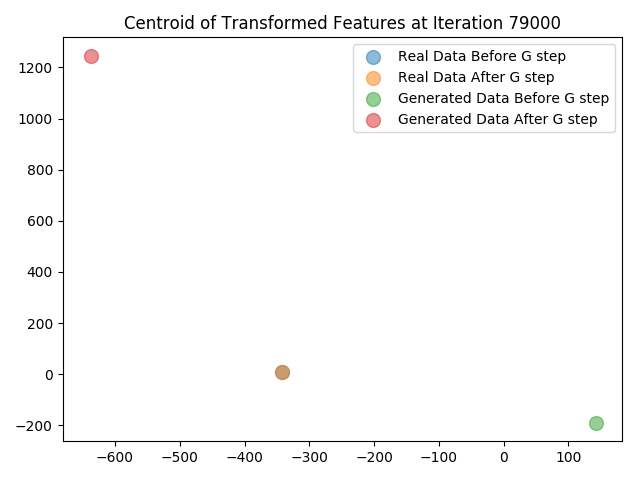 Centroid of Transformed Features at Iteration 79000
Real Data Before G step
Real Data After G step
Generated Data Before G step
Generated Data After G step
1200
1000
800
600
400
200
0
−200
−600 −500 −400 −300 −200 −100 0 100